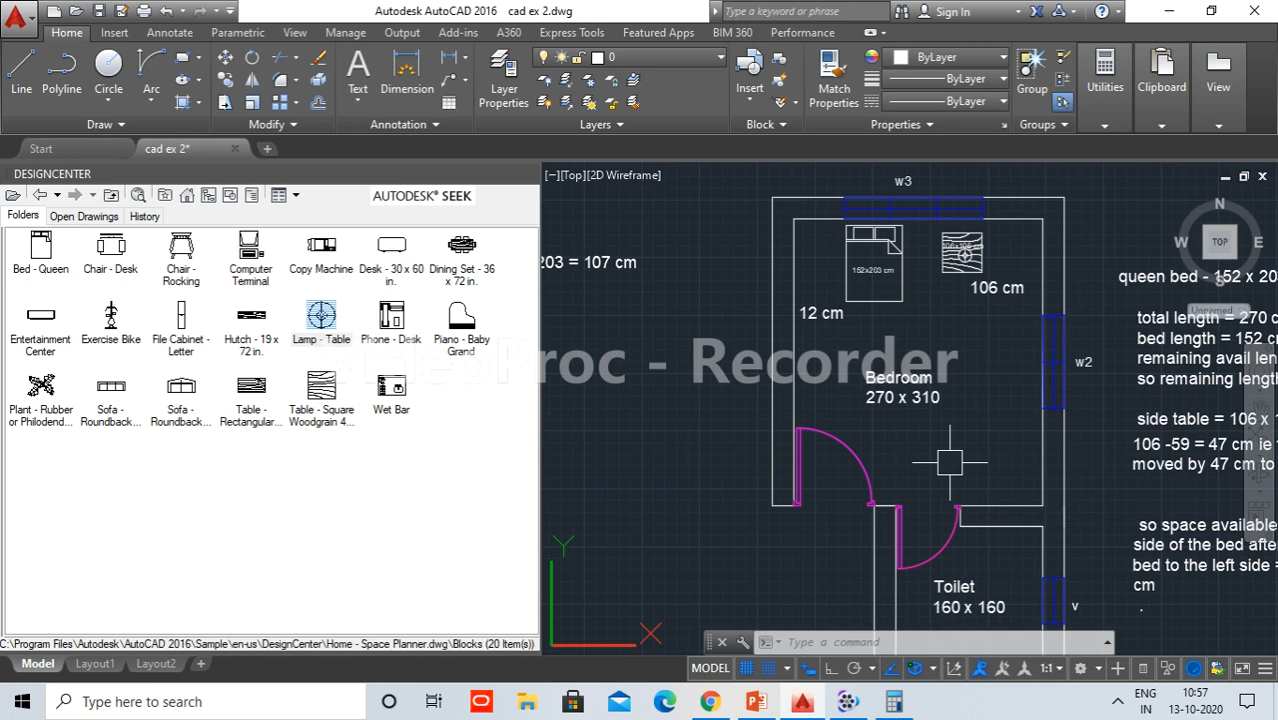 Autodesk AutoCAD 2016 cad ex 2.dwg
Type a keyword or phrase
Sign In
Home Insert Annotate Parametric View Manage Output Add-ins A360 Express Tools Featured Apps BIM 360 Performance
Line Polyline Circle Arc
Text Dimension
Layer Properties
0
Insert
Match Properties
ByLayer
ByLayer
ByLayer
Group
Utilities
Clipboard
View
Draw Modify Annotation Layers Block Properties Groups
Start cad ex 2*
DESIGNCENTER
AUTODESK® SEEK
Folders Open Drawings History
Bed - Queen
Chair - Desk
Chair - Rocking
Computer Terminal
Copy Machine
Desk - 30 x 60 in.
Dining Set - 36 x 72 in.
Entertainment Center
Exercise Bike
File Cabinet - Letter
Hutch - 19 x 72 in.
Lamp - Table
Phone - Desk
Piano - Baby Grand
Plant - Rubber or Philodend...
Sofa - Roundback...
Sofa - Roundback...
Table - Rectangular...
Table - Square Woodgrain 4...
Wet Bar
C:\Program Files\Autodesk\AutoCAD 2016\Sample\en-us\DesignCenter\Home - Space Planner.dwg\Blocks (20 Item(s))
[−][Top][2D Wireframe]
w3
203 = 107 cm
152x203 cm
106 cm
12 cm
Bedroom
270 x 310
w2
Toilet
160 x 160
v
N
W TOP E
S
Unnamed
queen bed - 152 x 20
total length = 270 c
bed length = 152 cm
remaining avail len
so remaining length
side table = 106 x 1
106 -59 = 47 cm ie
moved by 47 cm to
so space available
side of the bed afte
bed to the left side =
cm
.
VideoProc - Recorder
Y
X
Type a command
Model Layout1 Layout2
MODEL
1:1
Type here to search
ENG
IN
10:57
13-10-2020